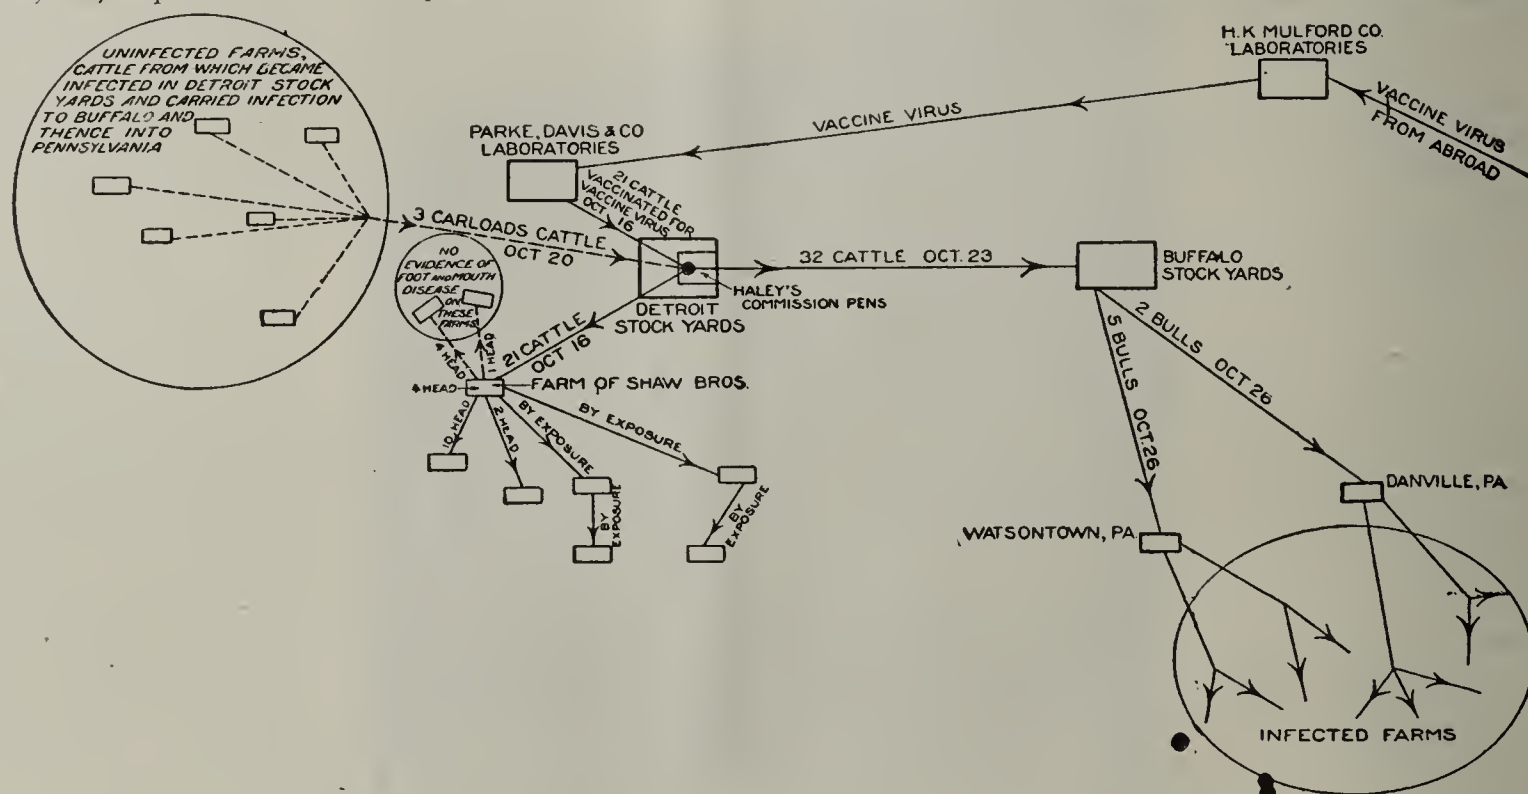 UNINFECTED FARMS,
CATTLE FROM WHICH BECAME
INFECTED IN DETROIT STOCK
YARDS AND CARRIED INFECTION
TO BUFFALO AND
THENCE INTO
PENNSYLVANIA
H.K MULFORD CO.
LABORATORIES
VACCINE VIRUS
FROM ABROAD
VACCINE VIRUS
PARKE, DAVIS & CO
LABORATORIES
21 CATTLE
VACCINATED FOR
VACCINE VIRUS
OCT 16
3 CARLOADS CATTLE
OCT 20
NO
EVIDENCE OF
FOOT AND MOUTH
DISEASE
ON
THESE
FARMS.
HALEY'S
COMMISSION PENS
DETROIT
STOCK YARDS
32 CATTLE OCT. 23
BUFFALO
STOCK YARDS
21 CATTLE
OCT 16
4 HEAD
1 HEAD
4 HEAD
FARM OF SHAW BROS.
10 HEAD
2 HEAD
BY EXPOSURE
BY EXPOSURE
BY
EXPOSURE
BY
EXPOSURE
5 BULLS OCT.26
2 BULLS OCT 26
WATSONTOWN, PA.
DANVILLE, PA
INFECTED FARMS